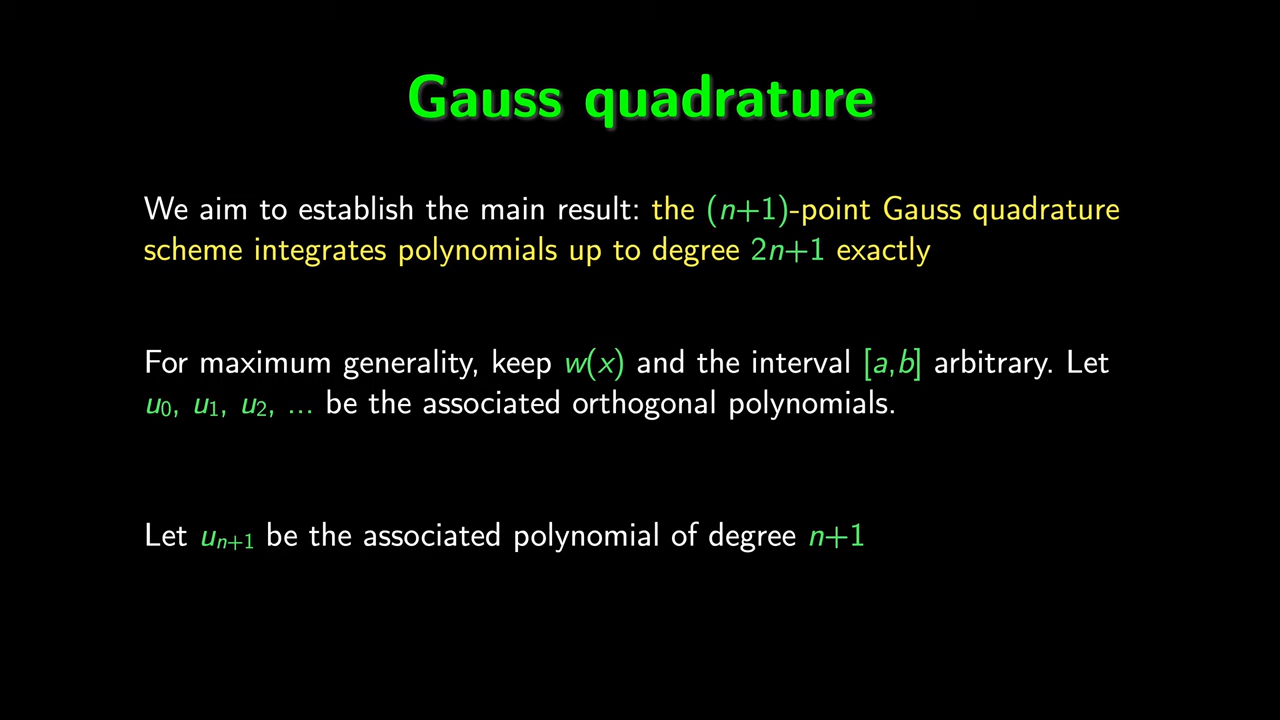 Gauss quadrature
We aim to establish the main result: the (n+1)-point Gauss quadrature
scheme integrates polynomials up to degree 2n+1 exactly
For maximum generality, keep w(x) and the interval [a,b] arbitrary. Let
u₀, u₁, u₂, ... be the associated orthogonal polynomials.
Let uₙ₊₁ be the associated polynomial of degree n+1